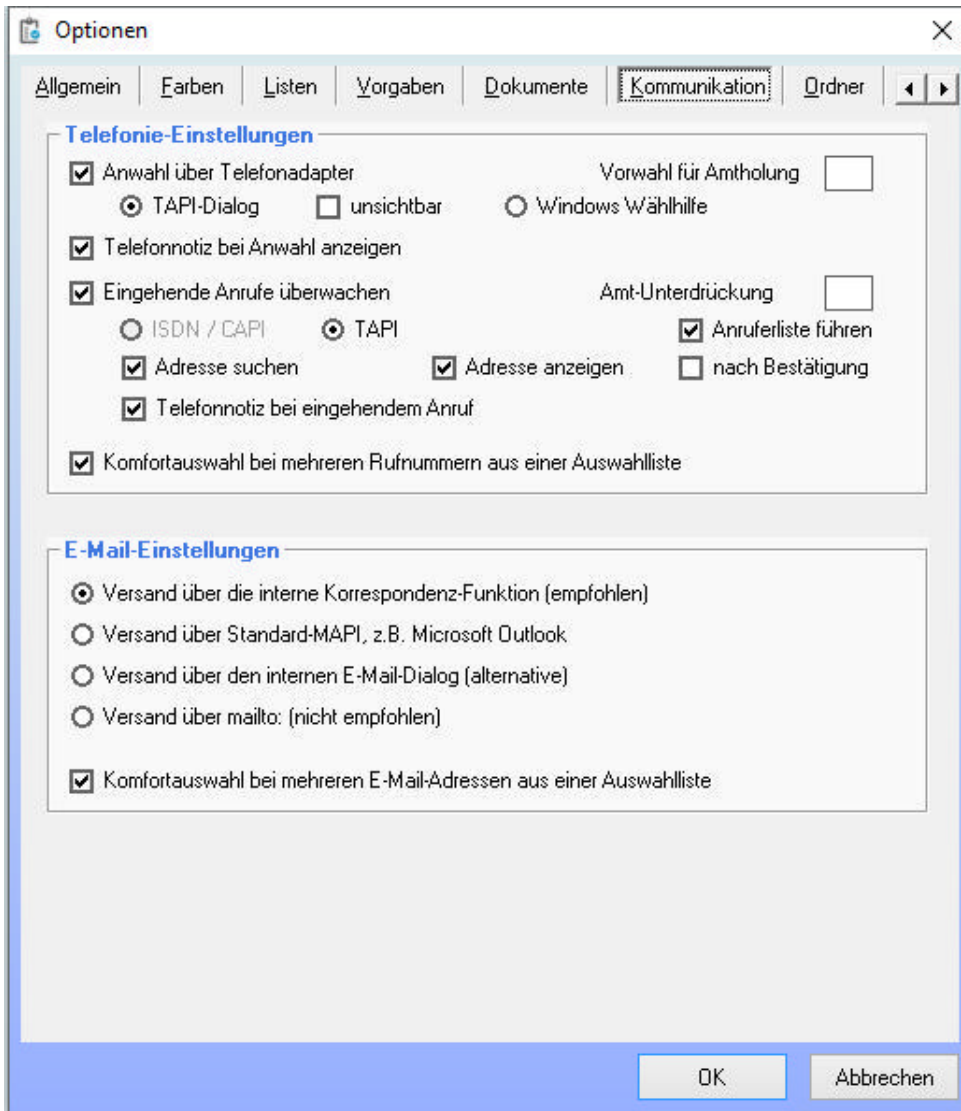 Optionen
Allgemein Farben Listen Vorgaben Dokumente Kommunikation Ordner
Telefonie-Einstellungen
Anwahl über Telefonadapter Vorwahl für Amtholung
TAPI-Dialog unsichtbar Windows Wählhilfe
Telefonnotiz bei Anwahl anzeigen
Eingehende Anrufe überwachen Amt-Unterdrückung
ISDN / CAPI TAPI Anruferliste führen
Adresse suchen Adresse anzeigen nach Bestätigung
Telefonnotiz bei eingehendem Anruf
Komfortauswahl bei mehreren Rufnummern aus einer Auswahlliste
E-Mail-Einstellungen
Versand über die interne Korrespondenz-Funktion (empfohlen)
Versand über Standard-MAPI, z.B. Microsoft Outlook
Versand über den internen E-Mail-Dialog (alternative)
Versand über mailto: (nicht empfohlen)
Komfortauswahl bei mehreren E-Mail-Adressen aus einer Auswahlliste
OK Abbrechen